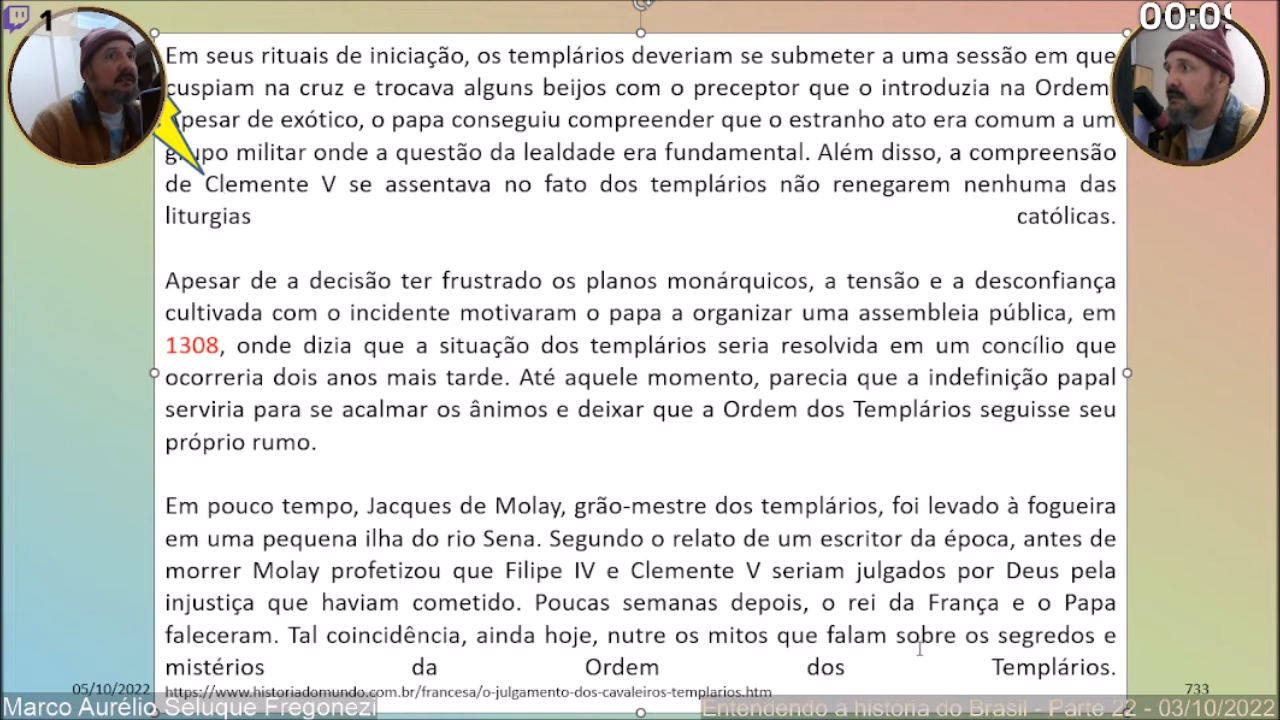 1
00:09
Em seus rituais de iniciação, os templários deveriam se submeter a uma sessão em que
cuspiam na cruz e trocava alguns beijos com o preceptor que o introduzia na Ordem
pesar de exótico, o papa conseguiu compreender que o estranho ato era comum a um
grupo militar onde a questão da lealdade era fundamental. Além disso, a compreensão
de Clemente V se assentava no fato dos templários não renegarem nenhuma das
liturgias católicas.
Apesar de a decisão ter frustrado os planos monárquicos, a tensão e a desconfiança
cultivada com o incidente motivaram o papa a organizar uma assembleia pública, em
1308, onde dizia que a situação dos templários seria resolvida em um concílio que
ocorreria dois anos mais tarde. Até aquele momento, parecia que a indefinição papal
serviria para se acalmar os ânimos e deixar que a Ordem dos Templários seguisse seu
próprio rumo.
Em pouco tempo, Jacques de Molay, grão-mestre dos templários, foi levado à fogueira
em uma pequena ilha do rio Sena. Segundo o relato de um escritor da época, antes de
morrer Molay profetizou que Filipe IV e Clemente V seriam julgados por Deus pela
injustiça que haviam cometido. Poucas semanas depois, o rei da França e o Papa
faleceram. Tal coincidência, ainda hoje, nutre os mitos que falam sobre os segredos e
mistérios da Ordem dos Templários.
05/10/2022 https://www.historiadomundo.com.br/francesa/o-julgamento-dos-cavaleiros-templarios.htm 733
Marco Aurélio Seluque Fregonezi Entendendo a história do Brasil - Parte 22 - 03/10/2022